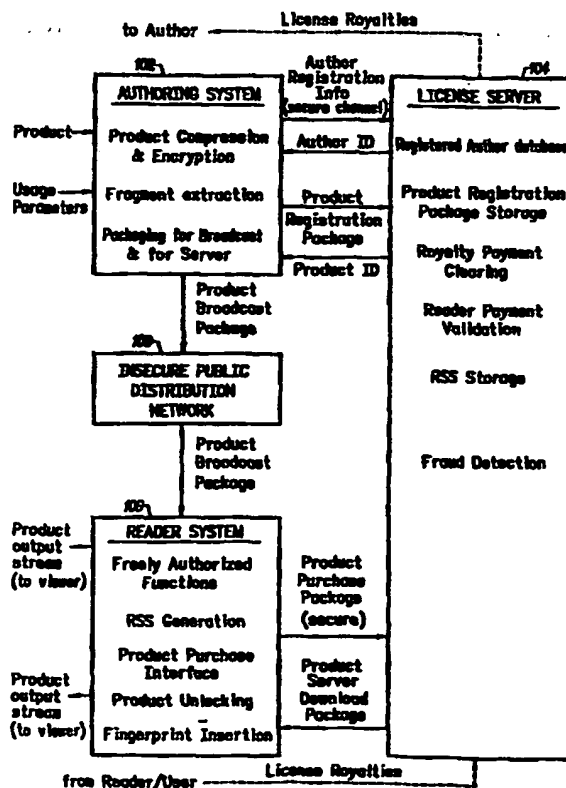 License Royalties
to Author
102
AUTHORING SYSTEM
Product Compression
& Encryption
Fragment extraction
Packaging for Broadcast
& for Server
Product
Usage
Parameters
Author
Registration
Info
(secure channel)
Author ID
Product
Registration
Package
Product ID
104
LICENSE SERVER
Registered Author database
Product Registration
Package Storage
Royalty Payment
Clearing
Reader Payment
Validation
RSS Storage
Fraud Detection
Product
Broadcast
Package
INSECURE PUBLIC
DISTRIBUTION
NETWORK
Product
Broadcast
Package
READER SYSTEM
Freely Authorized
Functions
RSS Generation
Product Purchase
Interface
Product Unlocking
Fingerprint Insertion
Product
output
stream
(to viewer)
Product
output
stream
(to viewer)
Product
Purchase
Package
(secure)
Product
Server
Download
Package
License Royalties
from Reader/User